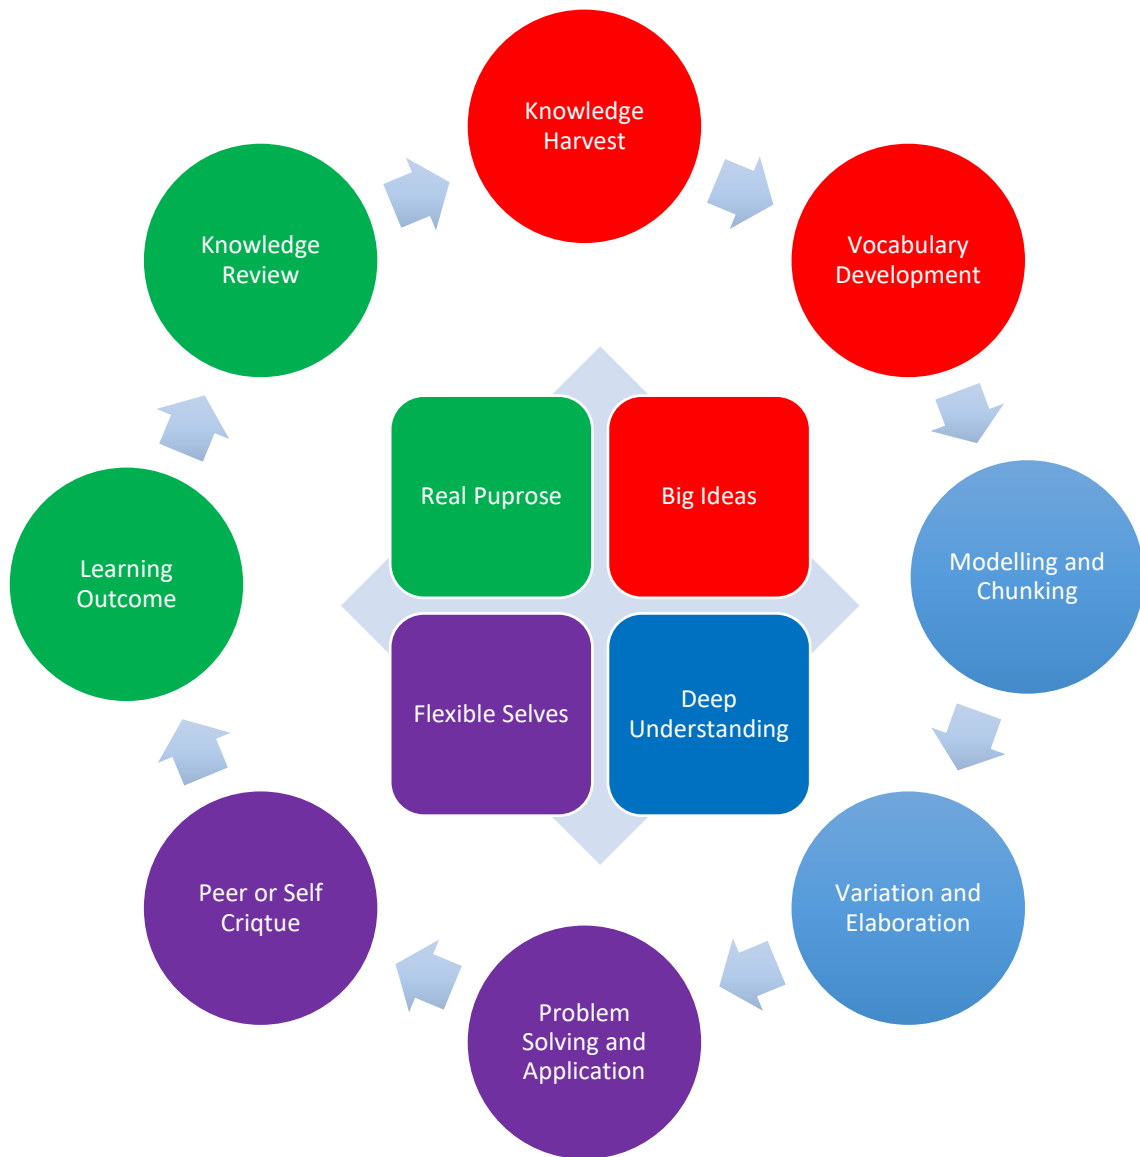 Knowledge
Harvest
Vocabulary
Development
Modelling and
Chunking
Variation and
Elaboration
Problem
Solving and
Application
Peer or Self
Criqtue
Learning
Outcome
Knowledge
Review
Real Puprose
Big Ideas
Flexible Selves
Deep
Understanding